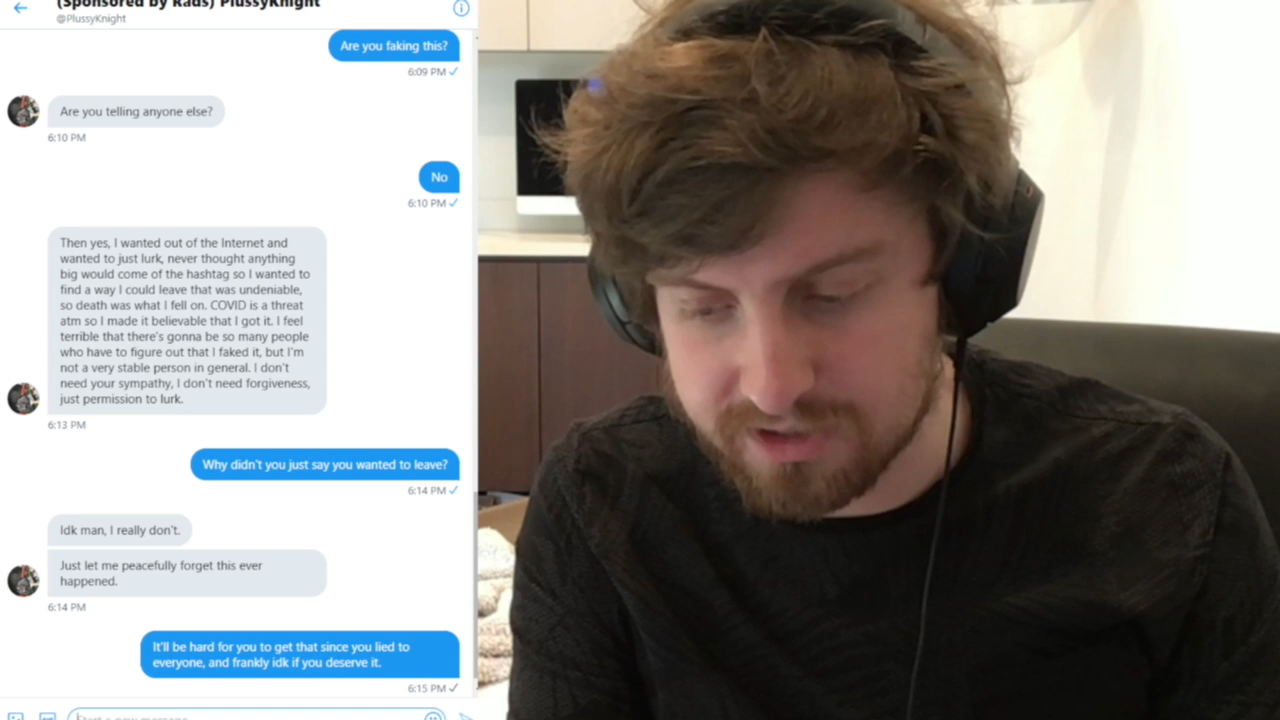 (Sponsored by Rads) PlussyKnight
@PlussyKnight
Are you faking this?
6:09 PM
Are you telling anyone else?
6:10 PM
No
6:10 PM
Then yes, I wanted out of the Internet and
wanted to just lurk, never thought anything
big would come of the hashtag so I wanted to
find a way I could leave that was undeniable,
so death was what I fell on. COVID is a threat
atm so I made it believable that I got it. I feel
terrible that there's gonna be so many people
who have to figure out that I faked it, but I'm
not a very stable person in general. I don't
need your sympathy, I don't need forgiveness,
just permission to lurk.
6:13 PM
Why didn't you just say you wanted to leave?
6:14 PM
Idk man, I really don't.
Just let me peacefully forget this ever
happened.
6:14 PM
It'll be hard for you to get that since you lied to
everyone, and frankly idk if you deserve it.
6:15 PM
Start a new message